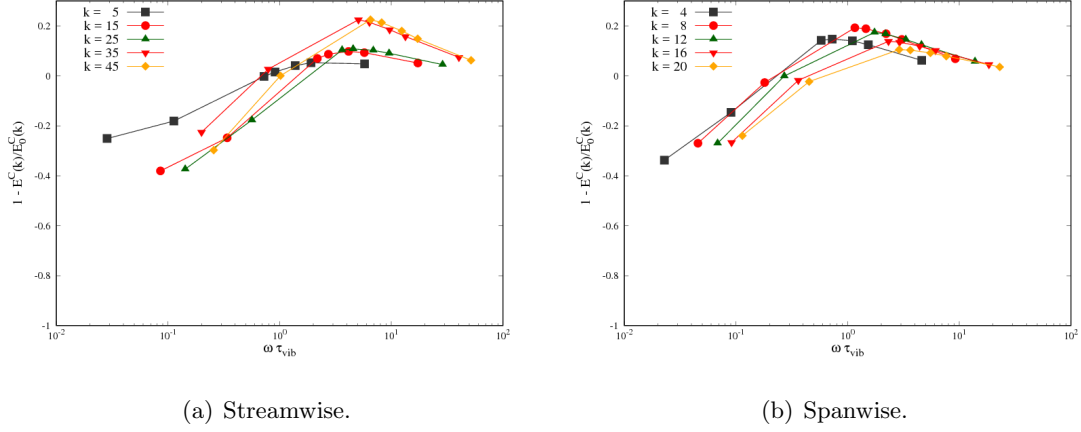 k = 5
k = 15
k = 25
k = 35
k = 45
0.2
0
-0.2
-0.4
-0.6
-0.8
-1
10^-2
10^-1
10^0
10^1
10^2
1 - E^C(k)/E_0^C(k)
ω τ_vib
(a) Streamwise.
k = 4
k = 8
k = 12
k = 16
k = 20
0.2
0
-0.2
-0.4
-0.6
-0.8
-1
10^-2
10^-1
10^0
10^1
10^2
1 - E^C(k)/E_0^C(k)
ω τ_vib
(b) Spanwise.